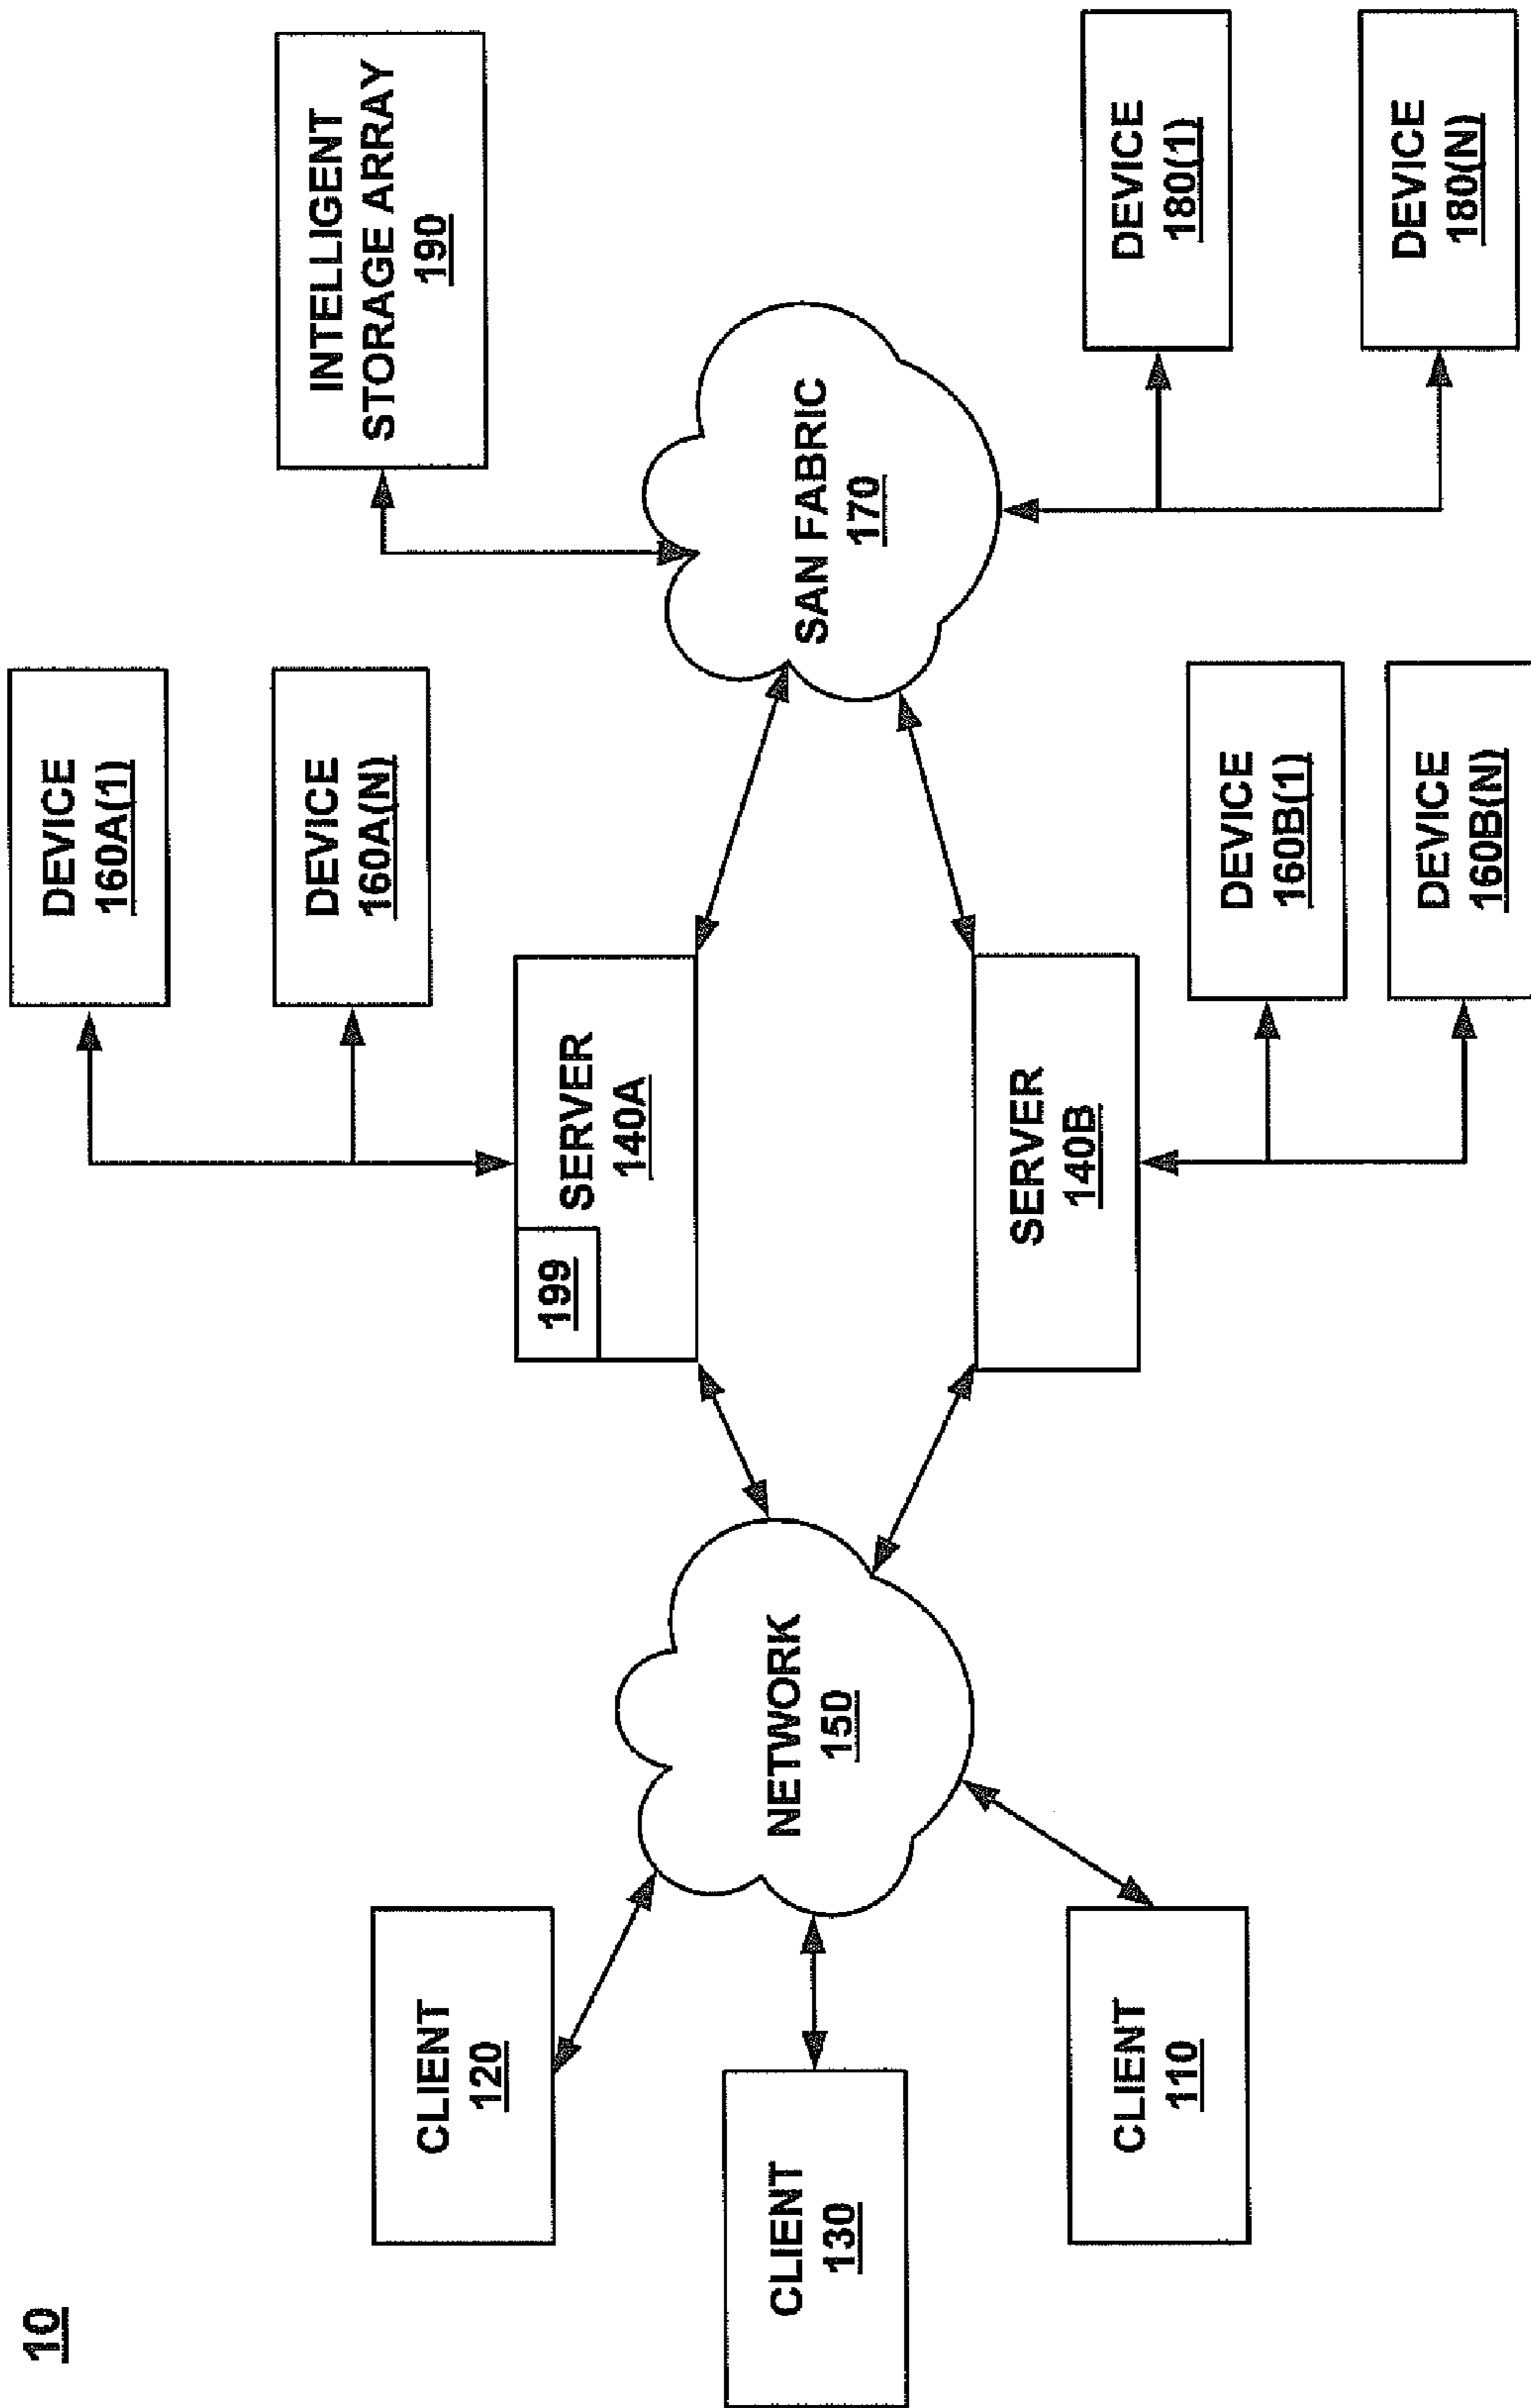 10
CLIENT
120
CLIENT
130
CLIENT
110
NETWORK
150
199
SERVER
140A
SERVER
140B
DEVICE
160A(1)
DEVICE
160A(N)
DEVICE
160B(1)
DEVICE
160B(N)
SAN FABRIC
170
INTELLIGENT
STORAGE ARRAY
190
DEVICE
180(1)
DEVICE
180(N)